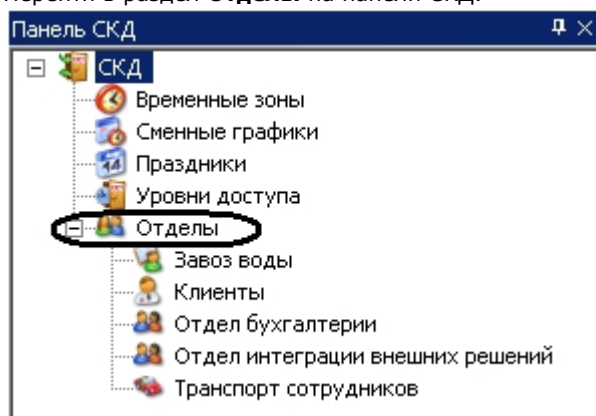 Перейти в раздел Отделы на панели СКД.
Панель СКД
СКД
Временные зоны
Сменные графики
Праздники
Уровни доступа
Отделы
Завоз воды
Клиенты
Отдел бухгалтерии
Отдел интеграции внешних решений
Транспорт сотрудников